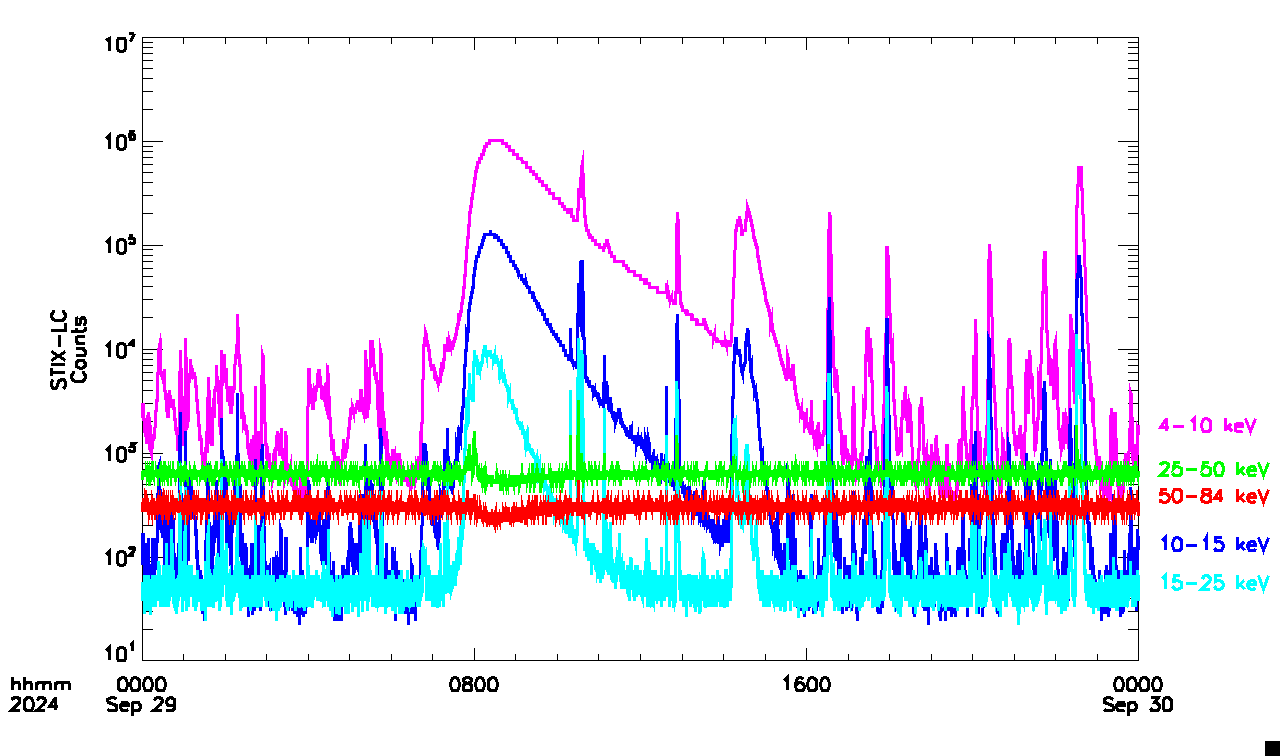 10⁷
10⁶
10⁵
10⁴
10³
10²
10¹
STIX-LC
Counts
4-10 keV
25-50 keV
50-84 keV
10-15 keV
15-25 keV
hhmm 0000 0800 1600 0000
2024 Sep 29 Sep 30